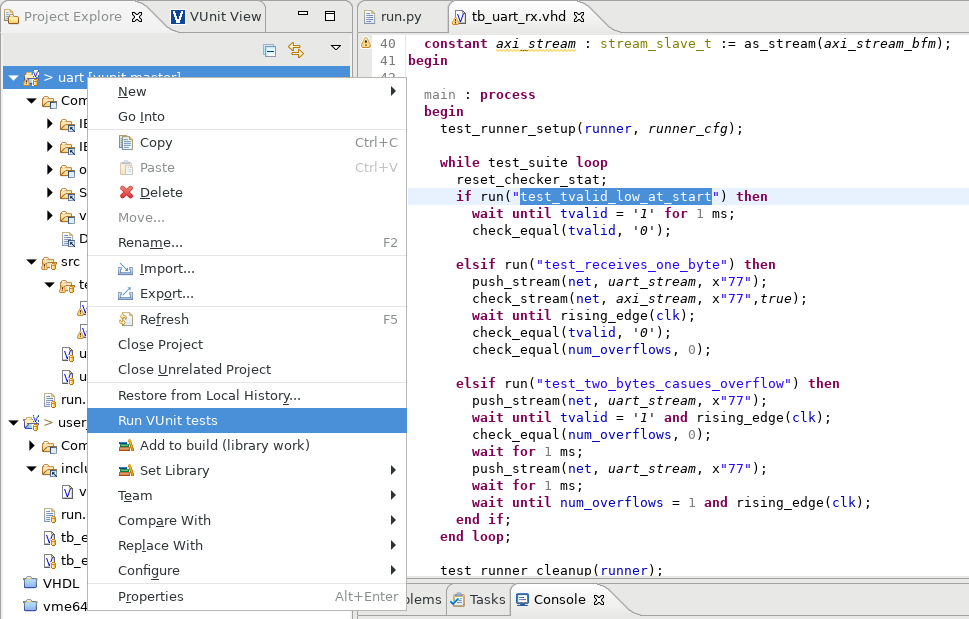 Project Explore
VUnit View
> uart [vunit master]
Com
src
run.
> user_
Com
inclu
run.
tb_e
tb_e
VHDL
vme64
New
Go Into
Copy Ctrl+C
Paste Ctrl+V
Delete
Move...
Rename... F2
Import...
Export...
Refresh F5
Close Project
Close Unrelated Project
Restore from Local History...
Run VUnit tests
Add to build (library work)
Set Library
Team
Compare With
Replace With
Configure
Properties Alt+Enter
run.py
tb_uart_rx.vhd
40 constant axi_stream : stream_slave_t := as_stream(axi_stream_bfm);
41 begin
main : process
begin
test_runner_setup(runner, runner_cfg);
while test_suite loop
reset_checker_stat;
if run("test_tvalid_low_at_start") then
wait until tvalid = '1' for 1 ms;
check_equal(tvalid, '0');
elsif run("test_receives_one_byte") then
push_stream(net, uart_stream, x"77");
check_stream(net, axi_stream, x"77",true);
wait until rising_edge(clk);
check_equal(tvalid, '0');
check_equal(num_overflows, 0);
elsif run("test_two_bytes_casues_overflow") then
push_stream(net, uart_stream, x"77");
wait until tvalid = '1' and rising_edge(clk);
check_equal(num_overflows, 0);
wait for 1 ms;
push_stream(net, uart_stream, x"77");
wait for 1 ms;
wait until num_overflows = 1 and rising_edge(clk);
end if;
end loop;
test_runner_cleanup(runner);
blems
Tasks
Console